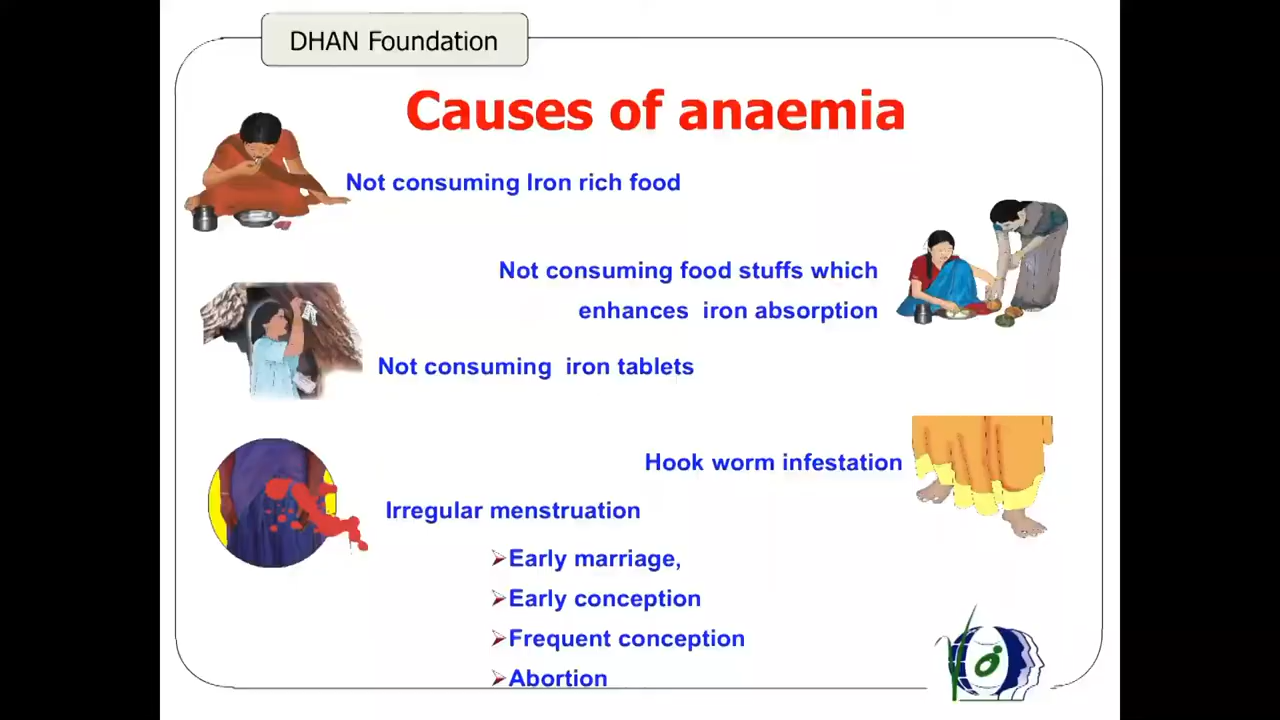 DHAN Foundation
Causes of anaemia
Not consuming Iron rich food
Not consuming food stuffs which
enhances iron absorption
Not consuming iron tablets
Hook worm infestation
Irregular menstruation
Early marriage,
Early conception
Frequent conception
Abortion